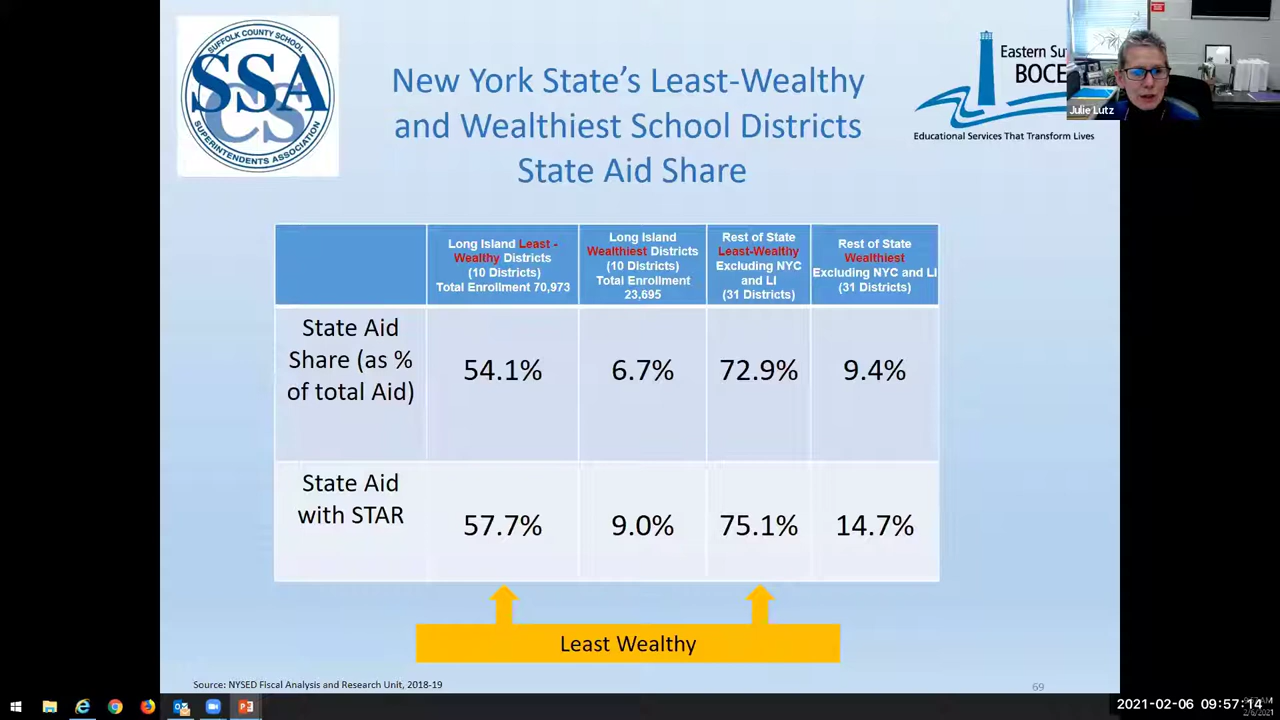 SUFFOLK COUNTY SCHOOL
SSA
CS
SUPERINTENDENTS ASSOCIATION
New York State's Least-Wealthy
and Wealthiest School Districts
State Aid Share
Eastern Su
BOCE
Educational Services That Transform Lives
Julie Lutz
Long Island Least -
Wealthy Districts
(10 Districts)
Total Enrollment 70,973
Long Island
Wealthiest Districts
(10 Districts)
Total Enrollment
23,695
Rest of State
Least-Wealthy
Excluding NYC
and LI
(31 Districts)
Rest of State
Wealthiest
Excluding NYC and LI
(31 Districts)
State Aid
Share (as %
of total Aid)
54.1%
6.7%
72.9%
9.4%
State Aid
with STAR
57.7%
9.0%
75.1%
14.7%
Least Wealthy
Source: NYSED Fiscal Analysis and Research Unit, 2018-19
69
2021-02-06 09:57:14
2/6/2021